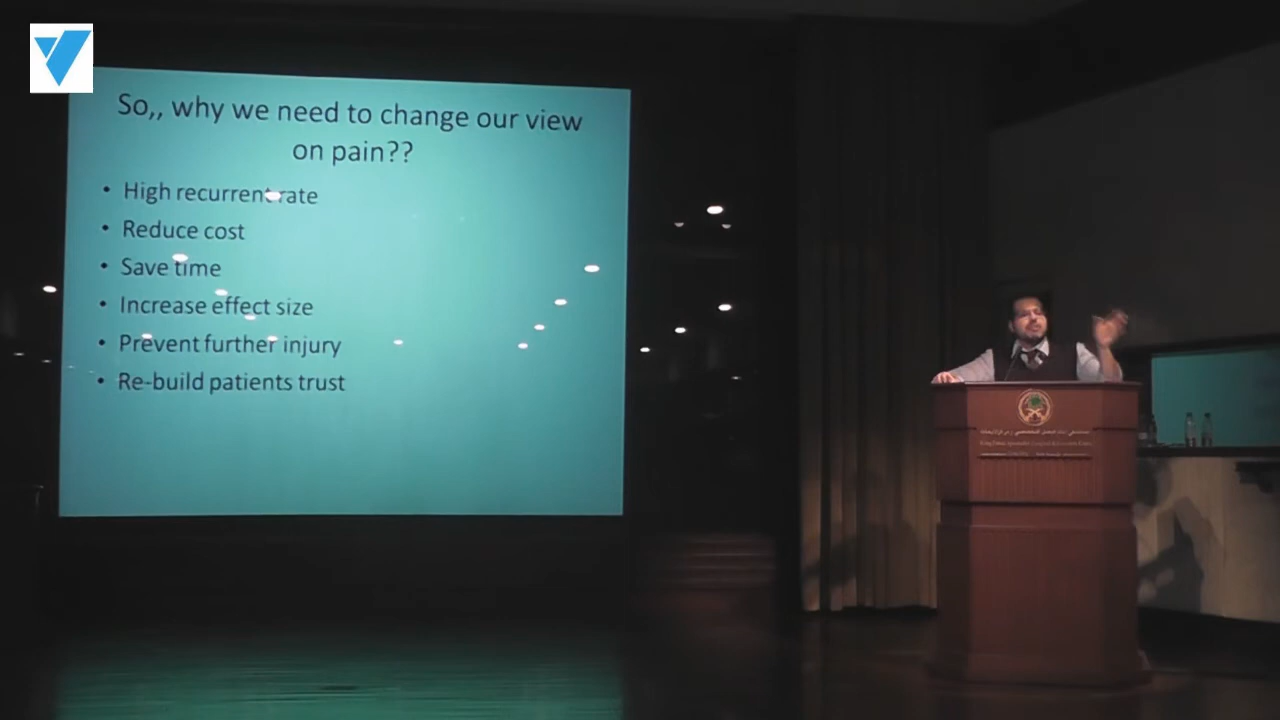 So,, why we need to change our view
on pain??
• High recurrent rate
• Reduce cost
• Save time
• Increase effect size
• Prevent further injury
• Re-build patients trust